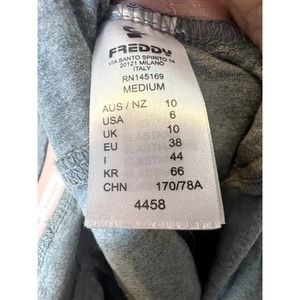 FREDDY
VIA SANTO SPIRITO 14
20121 MILANO
ITALY
RN145169
MEDIUM
AUS / NZ 10
USA 6
UK 10
EU 38
I 44
KR 66
CHN 170/78A
4458